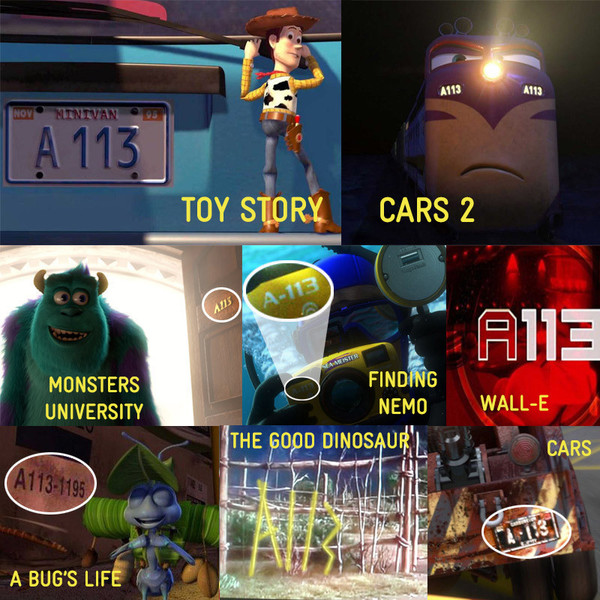 NOV
MINIVAN
95
A 113
TOY STORY
A113
A113
CARS 2
A113
MONSTERS
UNIVERSITY
A-113
FINDING
NEMO
A113
WALL-E
A113-1195
A BUG'S LIFE
THE GOOD DINOSAUR
A113
CARS
A113